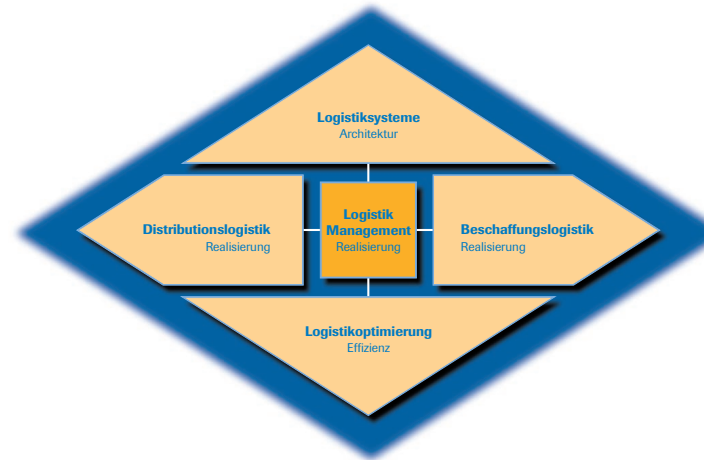 Logistiksysteme
Architektur
Distributionslogistik
Realisierung
Logistik
Management
Realisierung
Beschaffungslogistik
Realisierung
Logistikoptimierung
Effizienz